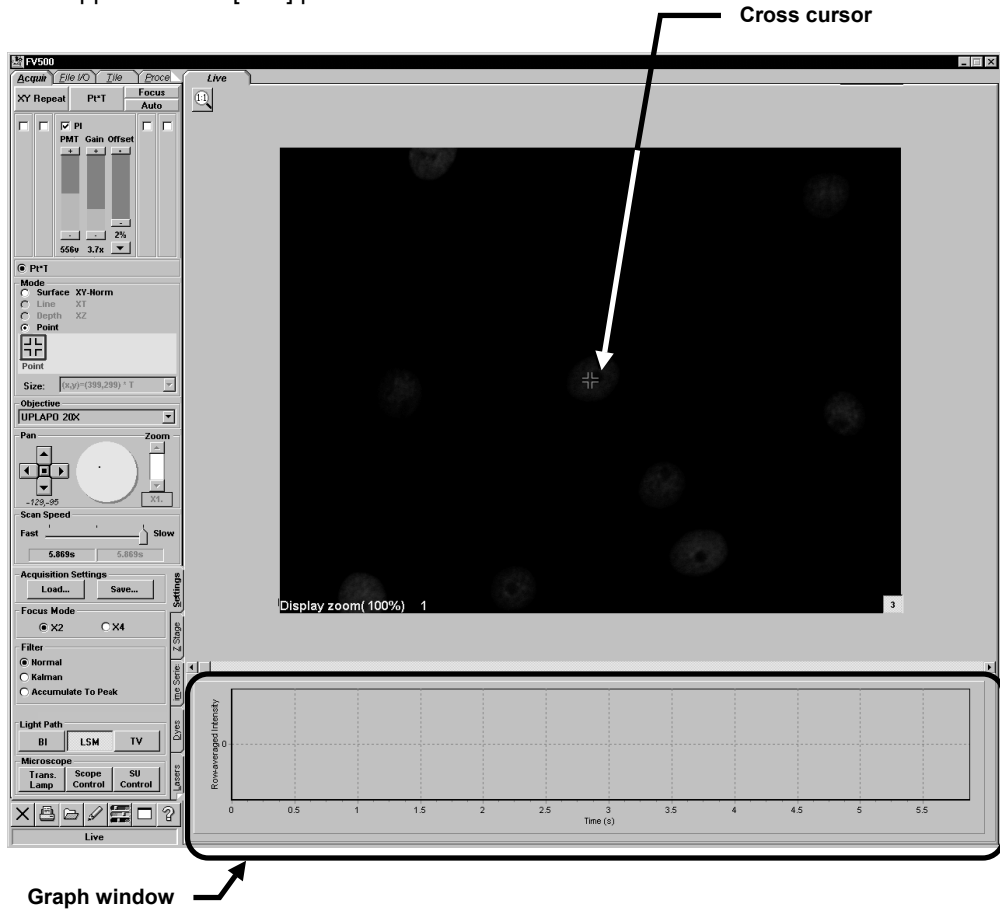 Cross cursor
FV500
Acquir File I/O Tile Proce
Live
XY Repeat Pt*T Focus
Auto
1:1
PI
PMT Gain Offset
2%
556v 3.7x
Pt*T
Mode
Surface XY-Norm
Line XT
Depth XZ
Point
Point
Size: (x,y)=(399,299) * T
Objective
UPLAPO 20X
Pan Zoom
-129,-95 X1.
Scan Speed
Fast Slow
5.869s 5.869s
Acquisition Settings
Load... Save...
Focus Mode
X2 X4
Filter
Normal
Kalman
Accumulate To Peak
Light Path
BI LSM TV
Microscope
Trans. Lamp Scope Control SU Control
Live
Settings
Z Stage
me Serie
Dyes
Lasers
Display zoom( 100%) 1
3
Row-averaged Intensity
0
0 0.5 1 1.5 2 2.5 3 3.5 4 4.5 5 5.5
Time (s)
Graph window